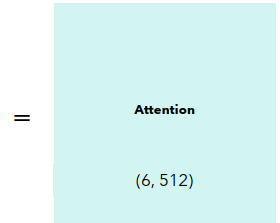 Attention
=
(6, 512)